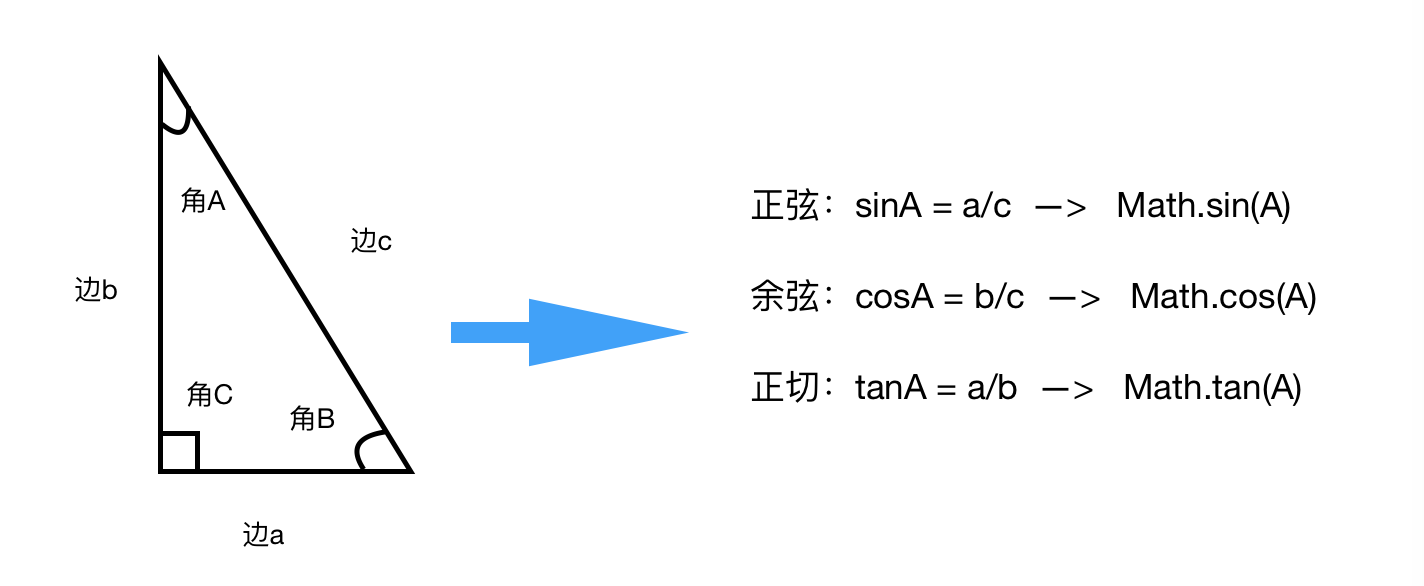 角A
边c
边b
角C
角B
边a
正弦：sinA = a/c —> Math.sin(A)
余弦：cosA = b/c —> Math.cos(A)
正切：tanA = a/b —> Math.tan(A)